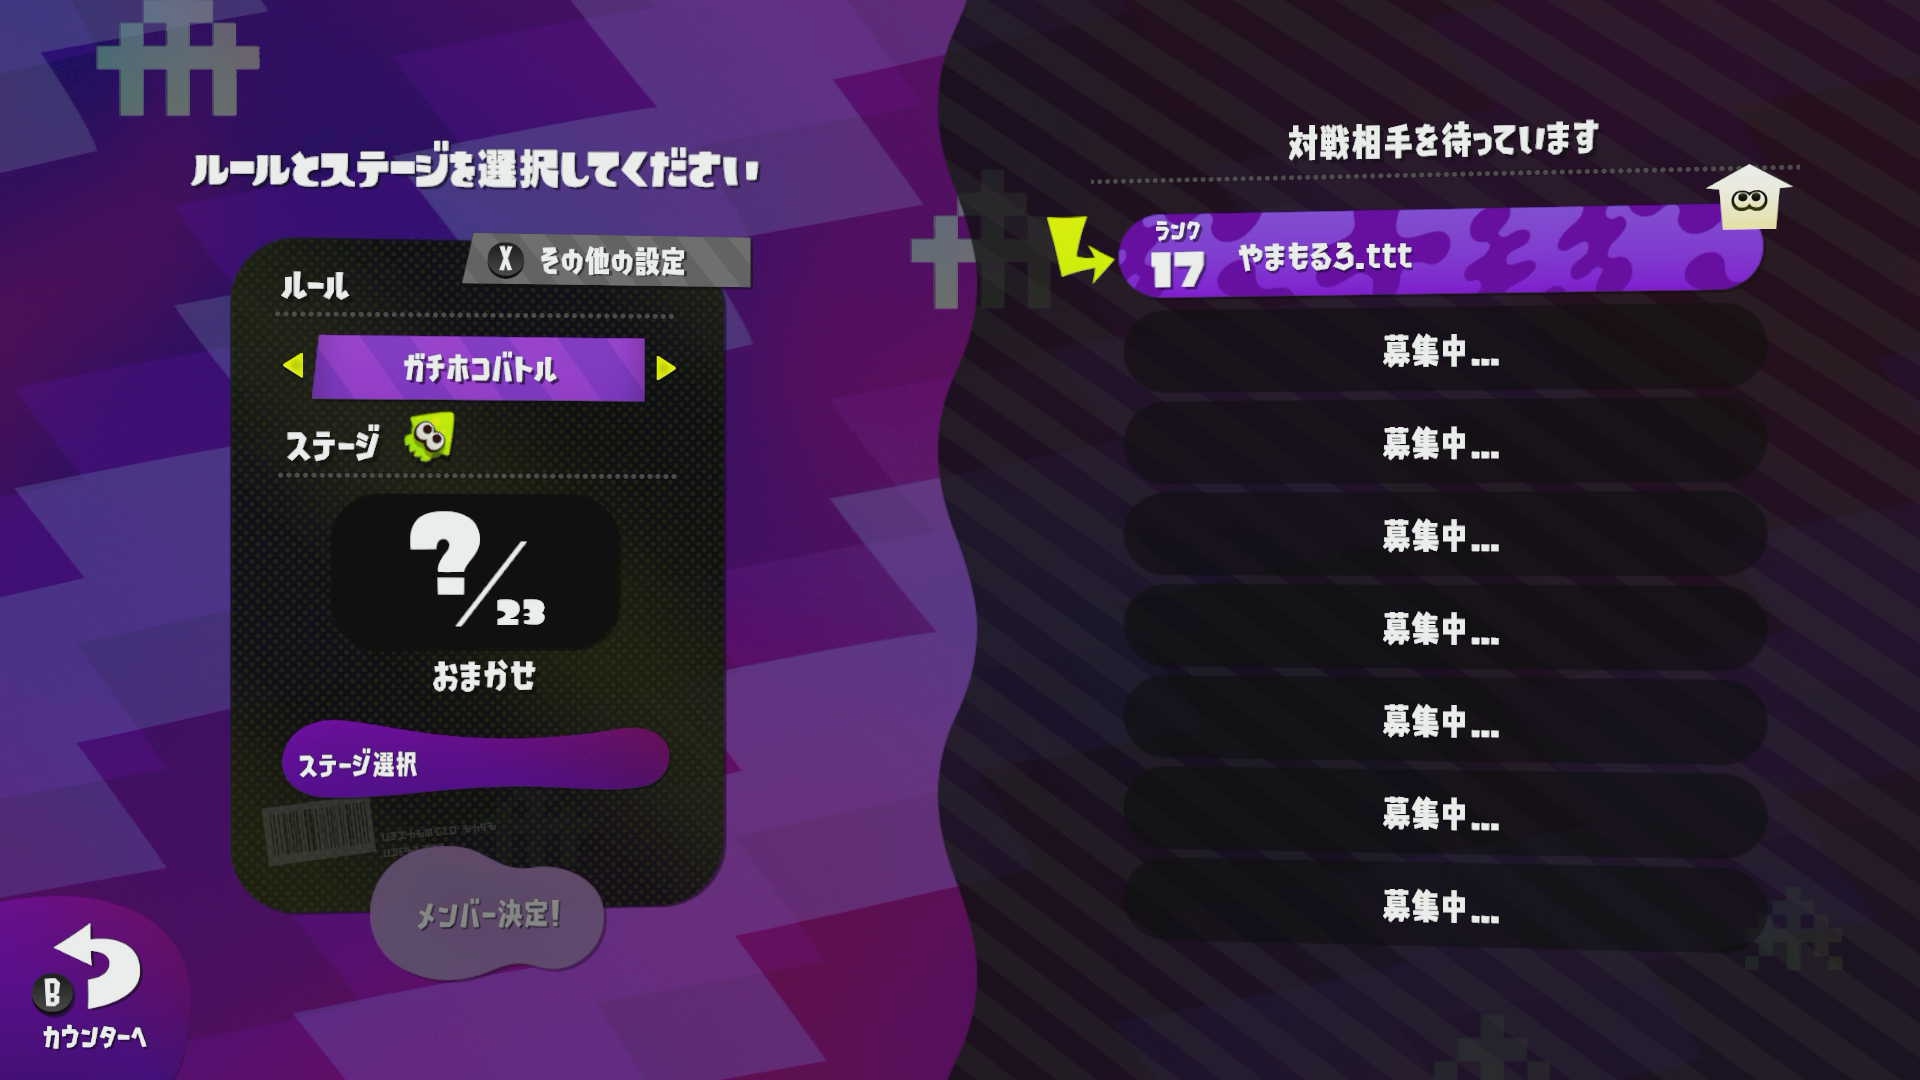 ルールとステージを選択してください
ルール
X その他の設定
ガチホコバトル
ステージ
?/23
おまかせ
ステージ選択
メンバー決定!
B
カウンターへ
対戦相手を待っています
ランク
17
やまもるろ.ttt
募集中...
募集中...
募集中...
募集中...
募集中...
募集中...
募集中...